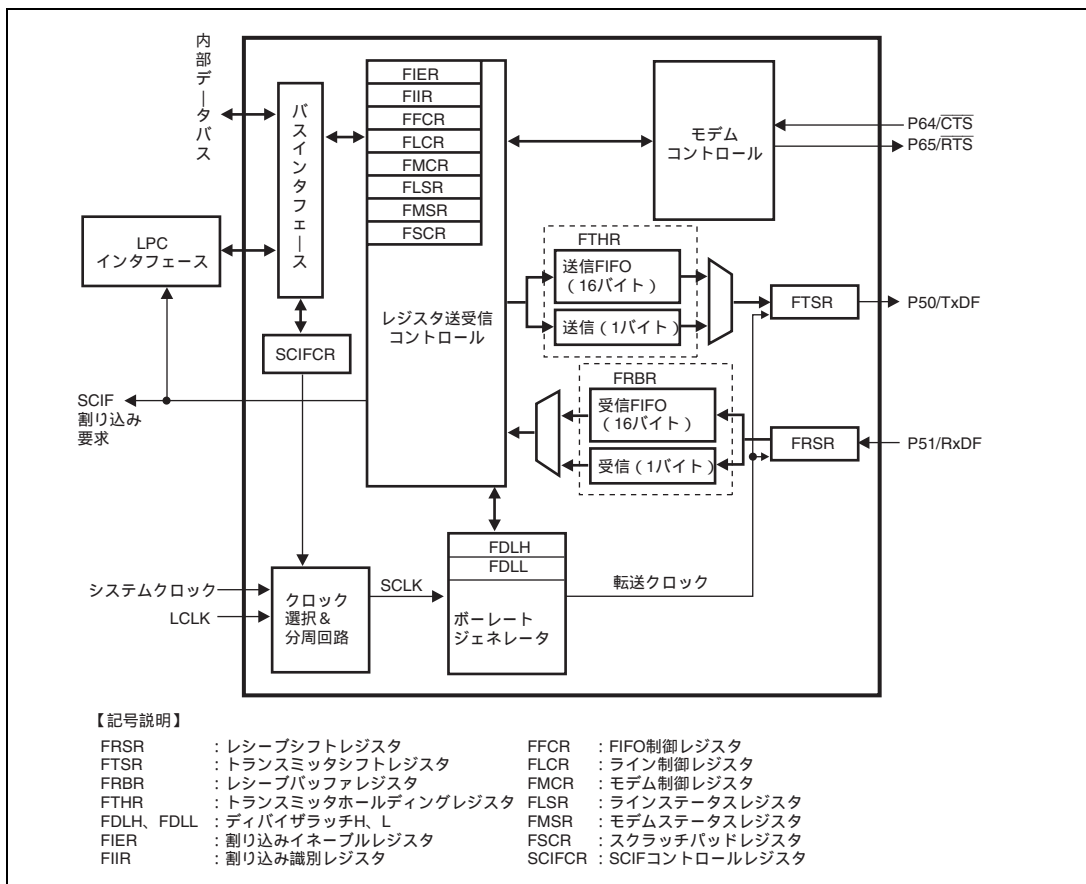 内部データバス
バスインタフェース
FIER
FIIR
FFCR
FLCR
FMCR
FLSR
FMSR
FSCR
レジスタ送受信
コントロール
モデム
コントロール
P64/CTS
P65/RTS
LPC
インタフェース
SCIFCR
FTHR
送信FIFO
(16バイト)
送信(1バイト)
FTSR
P50/TxDF
FRBR
受信FIFO
(16バイト)
受信(1バイト)
FRSR
P51/RxDF
SCIF
割り込み
要求
システムクロック
LCLK
クロック
選択&
分周回路
SCLK
FDLH
FDLL
ボーレート
ジェネレータ
転送クロック
【記号説明】
FRSR :レシーブシフトレジスタ
FTSR :トランスミッタシフトレジスタ
FRBR :レシーブバッファレジスタ
FTHR :トランスミッタホールディングレジスタ
FDLH、FDLL :ディバイザラッチH、L
FIER :割り込みイネーブルレジスタ
FIIR :割り込み識別レジスタ
FFCR :FIFO制御レジスタ
FLCR :ライン制御レジスタ
FMCR :モデム制御レジスタ
FLSR :ラインステータスレジスタ
FMSR :モデムステータスレジスタ
FSCR :スクラッチパッドレジスタ
SCIFCR :SCIFコントロールレジスタ